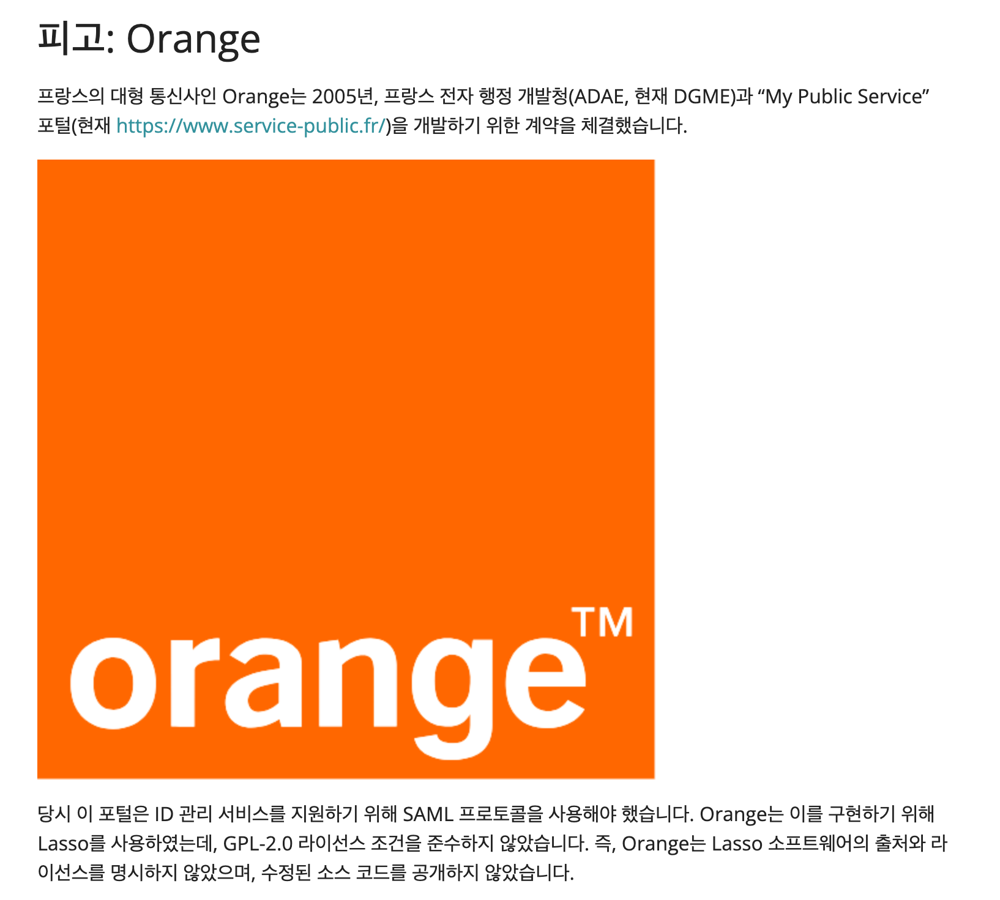 피고: Orange
프랑스의 대형 통신사인 Orange는 2005년, 프랑스 전자 행정 개발청(ADAE, 현재 DGME)과 “My Public Service”
포털(현재 https://www.service-public.fr/)을 개발하기 위한 계약을 체결했습니다.
orange™
당시 이 포털은 ID 관리 서비스를 지원하기 위해 SAML 프로토콜을 사용해야 했습니다. Orange는 이를 구현하기 위해
Lasso를 사용하였는데, GPL-2.0 라이선스 조건을 준수하지 않았습니다. 즉, Orange는 Lasso 소프트웨어의 출처와 라
이선스를 명시하지 않았으며, 수정된 소스 코드를 공개하지 않았습니다.